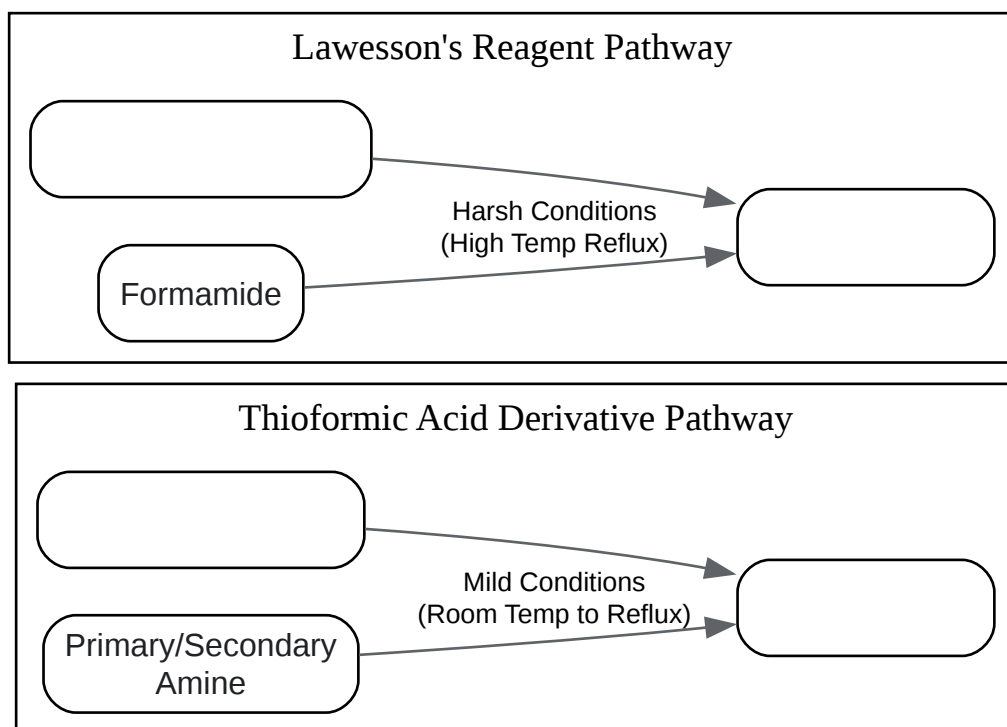 Lawesson's Reagent Pathway
Harsh Conditions
(High Temp Reflux)
Formamide
Thioformic Acid Derivative Pathway
Mild Conditions
(Room Temp to Reflux)
Primary/Secondary
Amine